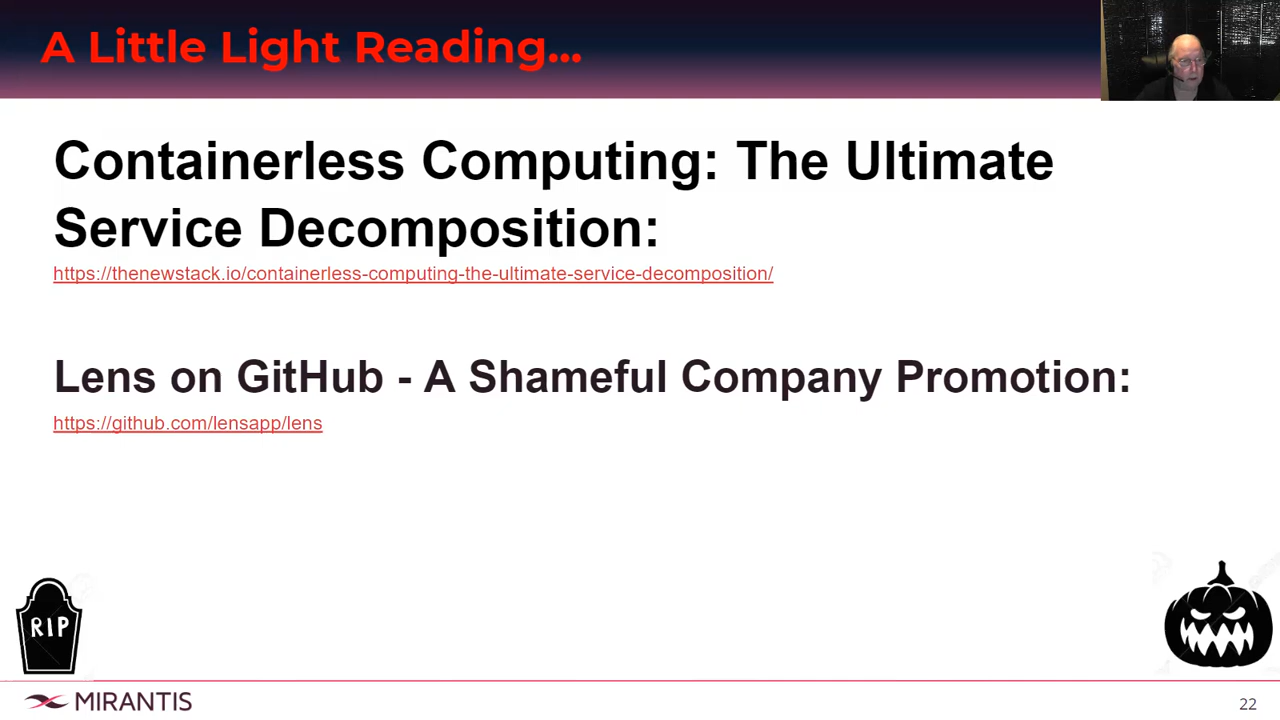 A Little Light Reading...
Containerless Computing: The Ultimate
Service Decomposition:
https://thenewstack.io/containerless-computing-the-ultimate-service-decomposition/
Lens on GitHub - A Shameful Company Promotion:
https://github.com/lensapp/lens
RIP
MIRANTIS
22